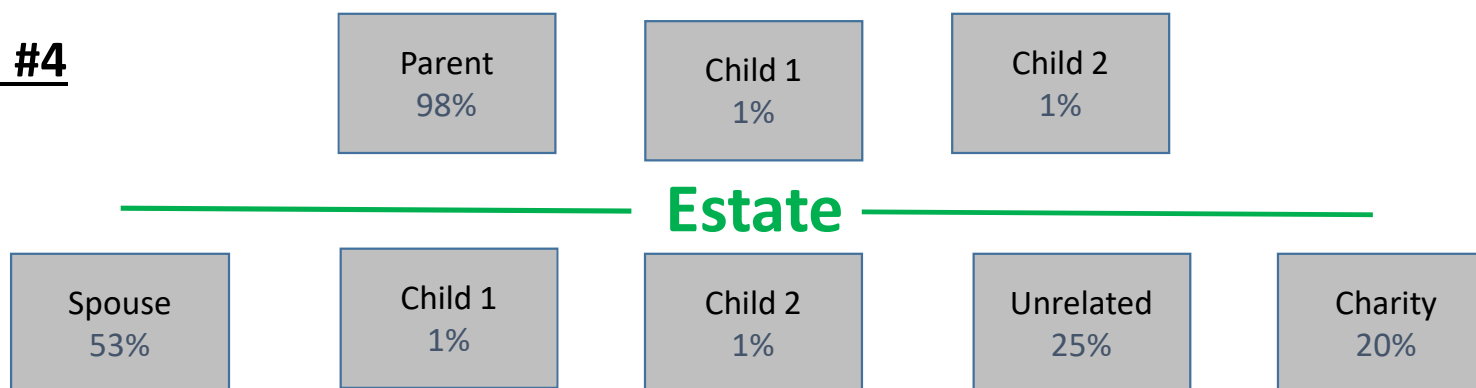 #4
Parent
98%
Child 1
1%
Child 2
1%
Estate
Spouse
53%
Child 1
1%
Child 2
1%
Unrelated
25%
Charity
20%